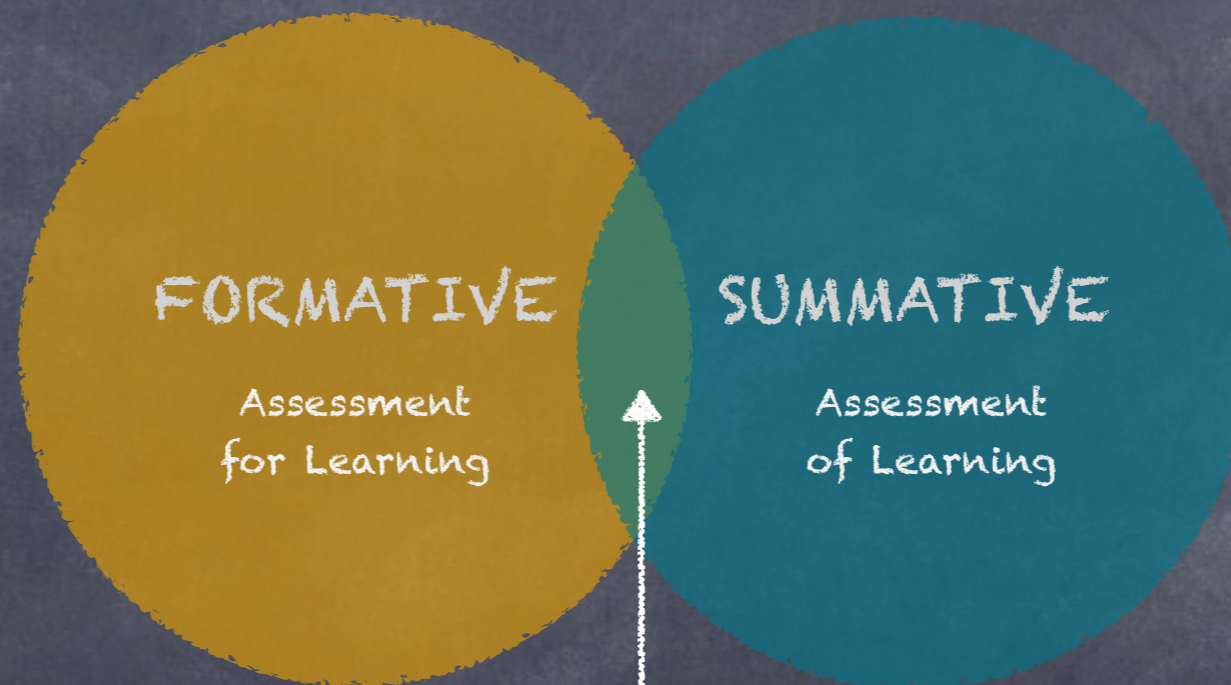 FORMATIVE
Assessment
for Learning
SUMMATIVE
Assessment
of Learning